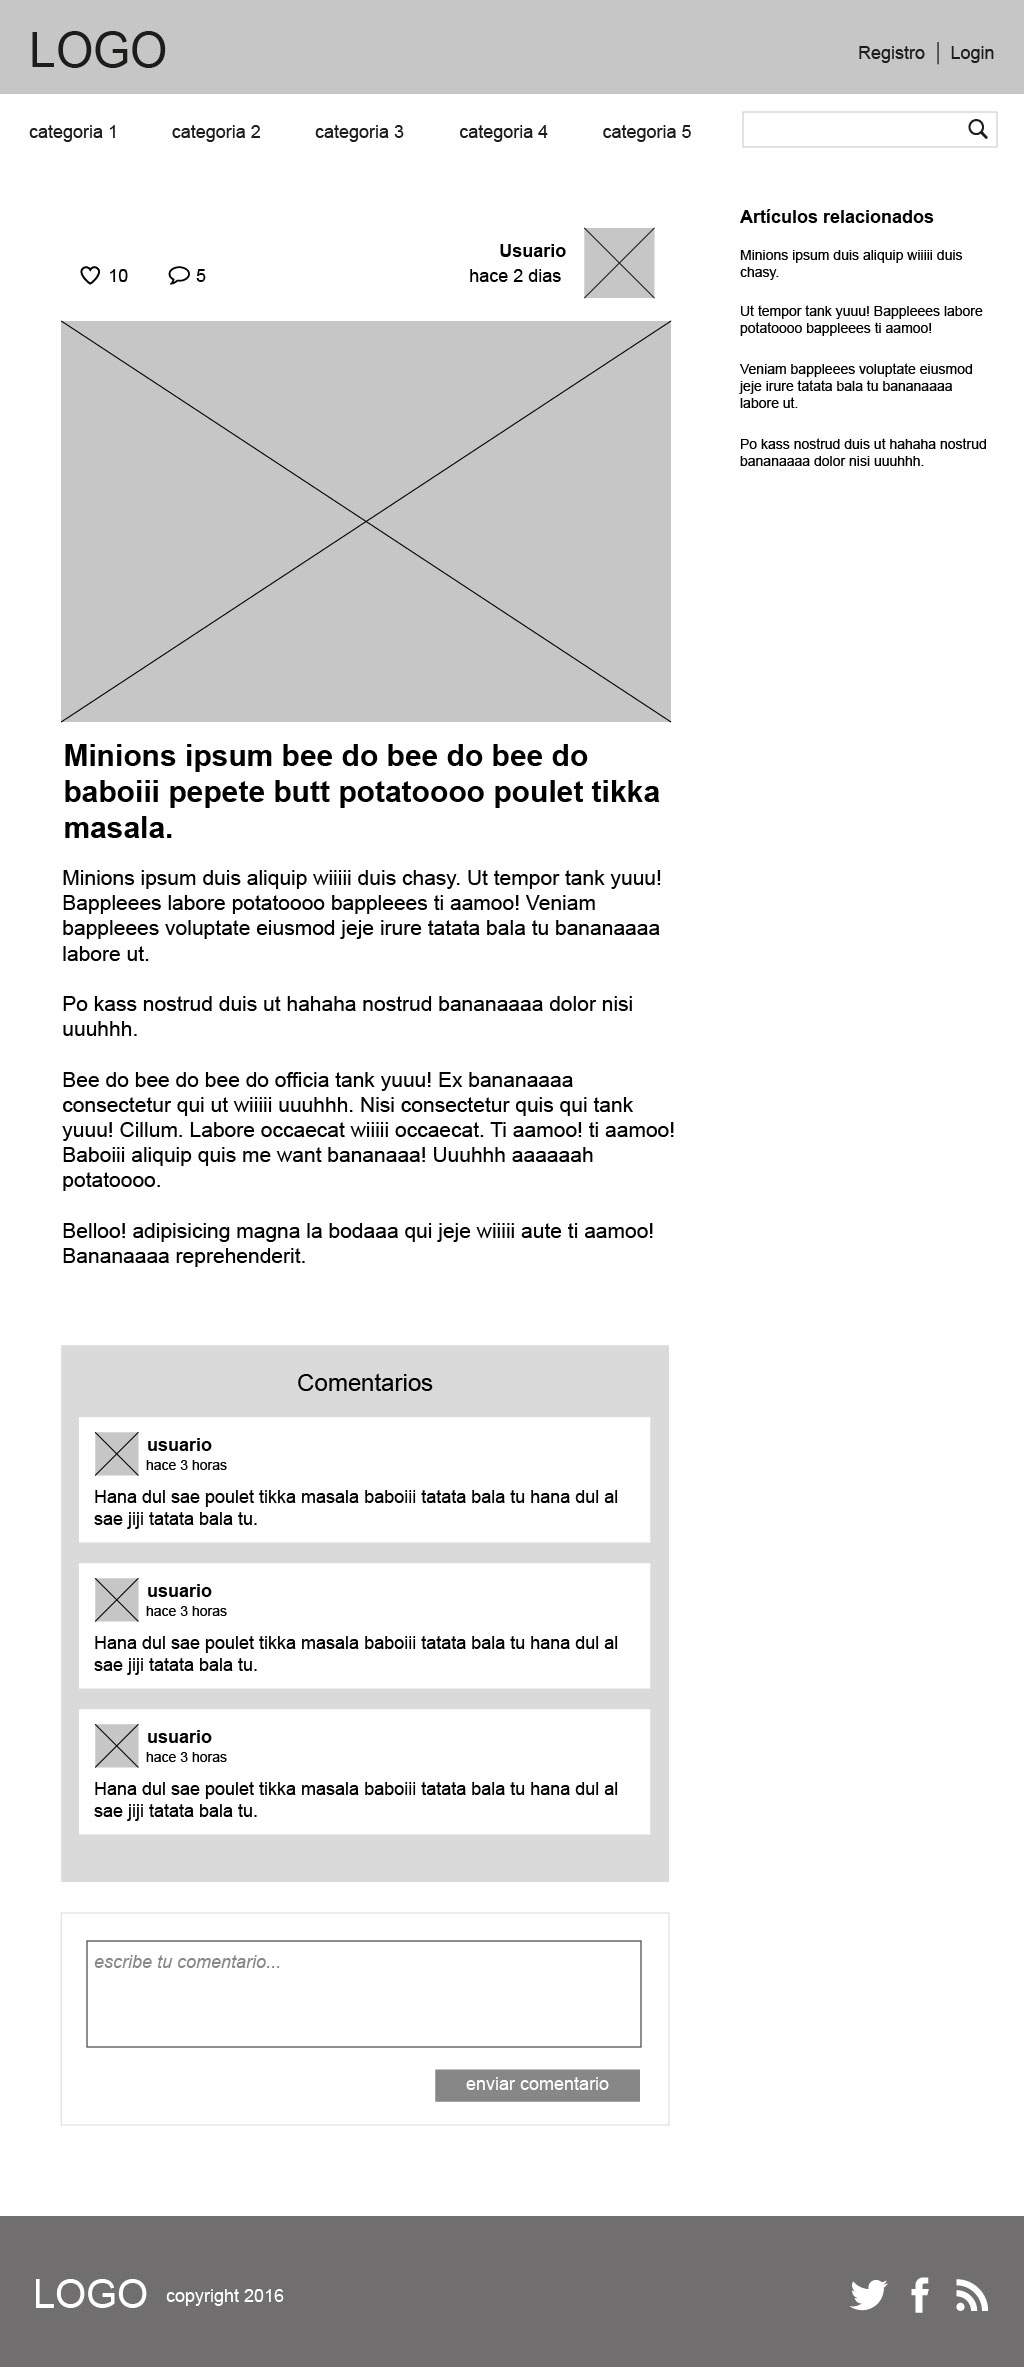 LOGO
Registro | Login
categoria 1 categoria 2 categoria 3 categoria 4 categoria 5
10 5
Usuario
hace 2 dias
Minions ipsum bee do bee do bee do
baboiii pepete butt potatoooo poulet tikka
masala.
Minions ipsum duis aliquip wiiiii duis chasy. Ut tempor tank yuuu!
Bappleees labore potatoooo bappleees ti aamoo! Veniam
bappleees voluptate eiusmod jeje irure tatata bala tu bananaaaa
labore ut.
Po kass nostrud duis ut hahaha nostrud bananaaaa dolor nisi
uuuhhh.
Bee do bee do bee do officia tank yuuu! Ex bananaaaa
consectetur qui ut wiiiii uuuhhh. Nisi consectetur quis qui tank
yuuu! Cillum. Labore occaecat wiiiii occaecat. Ti aamoo! ti aamoo!
Baboiii aliquip quis me want bananaaa! Uuuhhh aaaaaah
potatoooo.
Belloo! adipisicing magna la bodaaa qui jeje wiiiii aute ti aamoo!
Bananaaaa reprehenderit.
Artículos relacionados
Minions ipsum duis aliquip wiiiii duis
chasy.
Ut tempor tank yuuu! Bappleees labore
potatoooo bappleees ti aamoo!
Veniam bappleees voluptate eiusmod
jeje irure tatata bala tu bananaaaa
labore ut.
Po kass nostrud duis ut hahaha nostrud
bananaaaa dolor nisi uuuhhh.
Comentarios
usuario
hace 3 horas
Hana dul sae poulet tikka masala baboiii tatata bala tu hana dul al
sae jiji tatata bala tu.
usuario
hace 3 horas
Hana dul sae poulet tikka masala baboiii tatata bala tu hana dul al
sae jiji tatata bala tu.
usuario
hace 3 horas
Hana dul sae poulet tikka masala baboiii tatata bala tu hana dul al
sae jiji tatata bala tu.
escribe tu comentario...
enviar comentario
LOGO copyright 2016